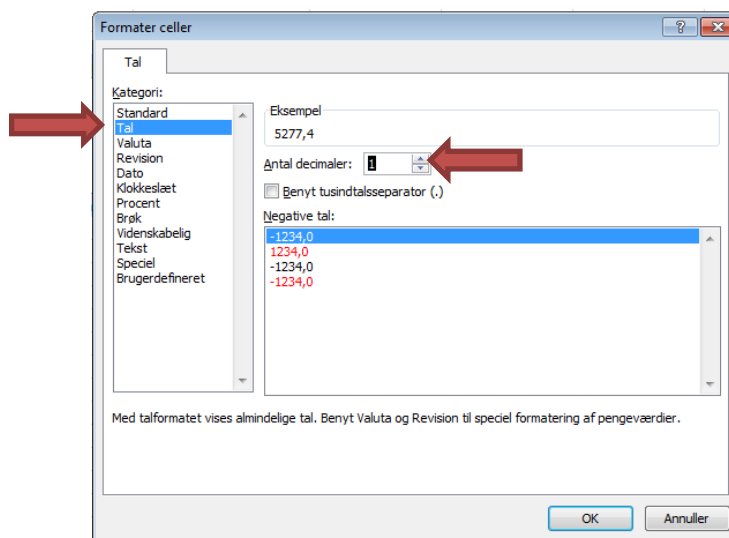 Formater celler
Tal
Kategori:
Standard
Tal
Valuta
Revision
Dato
Klokkeslæt
Procent
Brøk
Videnskabelig
Tekst
Speciel
Brugerdefineret
Eksempel
5277,4
Antal decimaler: 1
Benyt tusindtalsseparator (.)
Negative tal:
-1234,0
1234,0
-1234,0
-1234,0
Med talformatet vises almindelige tal. Benyt Valuta og Revision til speciel formatering af pengeværdier.
OK Annuller